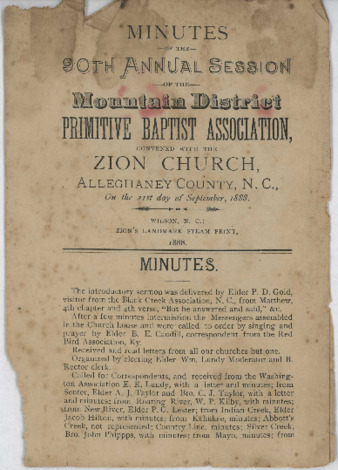 MINUTES
—OF THE—
90TH ANNUAL SESSION
—OF THE—
Mountain District
PRIMITIVE BAPTIST ASSOCIATION,
CONVENED WITH THE
ZION CHURCH,
ALLEGHANEY COUNTY, N. C.,
On the 21st day of September, 1888.
WILSON, N. C.:
ZION'S LANDMARK STEAM PRINT,
1888.
MINUTES.
The introductory sermon was delivered by Elder P. D. Gold,
visitor from the Black Creek Association, N. C., from Matthew,
4th chapter and 4th verse, "But he answered and said," &c.
After a few minutes intermission the Messengers assembled
in the Church house and were called to order by singing and
prayer by Elder B. E. Caudill, correspondent from the Red
Bird Association, Ky.
Received and read letters from all our churches but one.
Organized by electing Elder Wm. Lundy Moderator and B.
Rector clerk.
Called for Correspondents, and received from the Washing-
ton Association E. R. Lundy, with a letter and minutes; from
Senter, Elder A. J. Taylor and Bro. C. J. Taylor, with a letter
and minutes; from Roaring River, W. P. Kilby, with minutes;
from New River, Elder P. G. Lester; from Indian Creek, Elder
Jacob Hilton, with minutes; from Kehukee, minutes; Abbott's
Creek, not represented; Country Line, minutes; Silver Creek,
Bro. John Phipps, with minutes; from Mayo, minutes; from